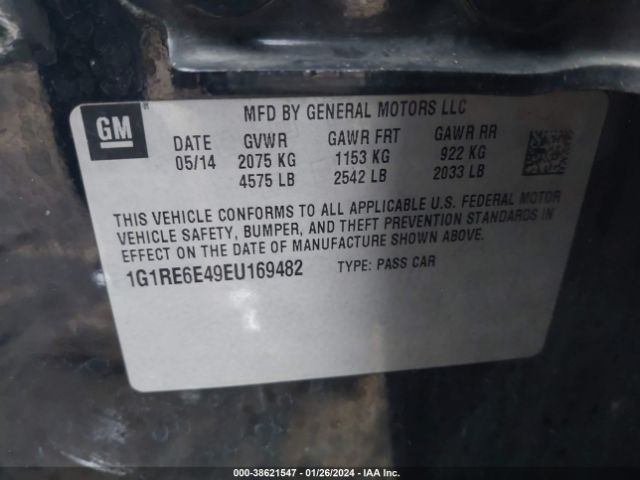 GM
MFD BY GENERAL MOTORS LLC
DATE GVWR GAWR FRT GAWR RR
05/14 2075 KG 1153 KG 922 KG
4575 LB 2542 LB 2033 LB
THIS VEHICLE CONFORMS TO ALL APPLICABLE U.S. FEDERAL MOTOR
VEHICLE SAFETY, BUMPER, AND THEFT PREVENTION STANDARDS IN
EFFECT ON THE DATE OF MANUFACTURE SHOWN ABOVE.
1G1RE6E49EU169482 TYPE: PASS CAR
000-38621547 - 01/26/2024 - IAA Inc.